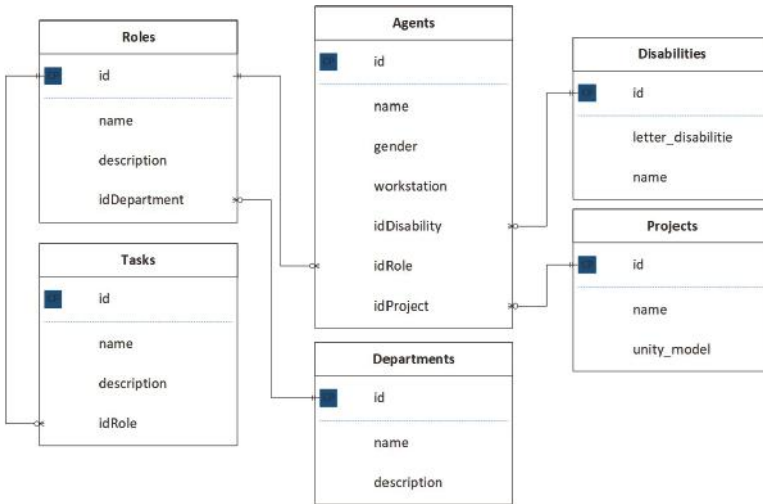 Roles
id
name
description
idDepartment
Tasks
id
name
description
idRole
Agents
id
name
gender
workstation
idDisability
idRole
idProject
Departments
id
name
description
Disabilities
id
letter_disabilitie
name
Projects
id
name
unity_model